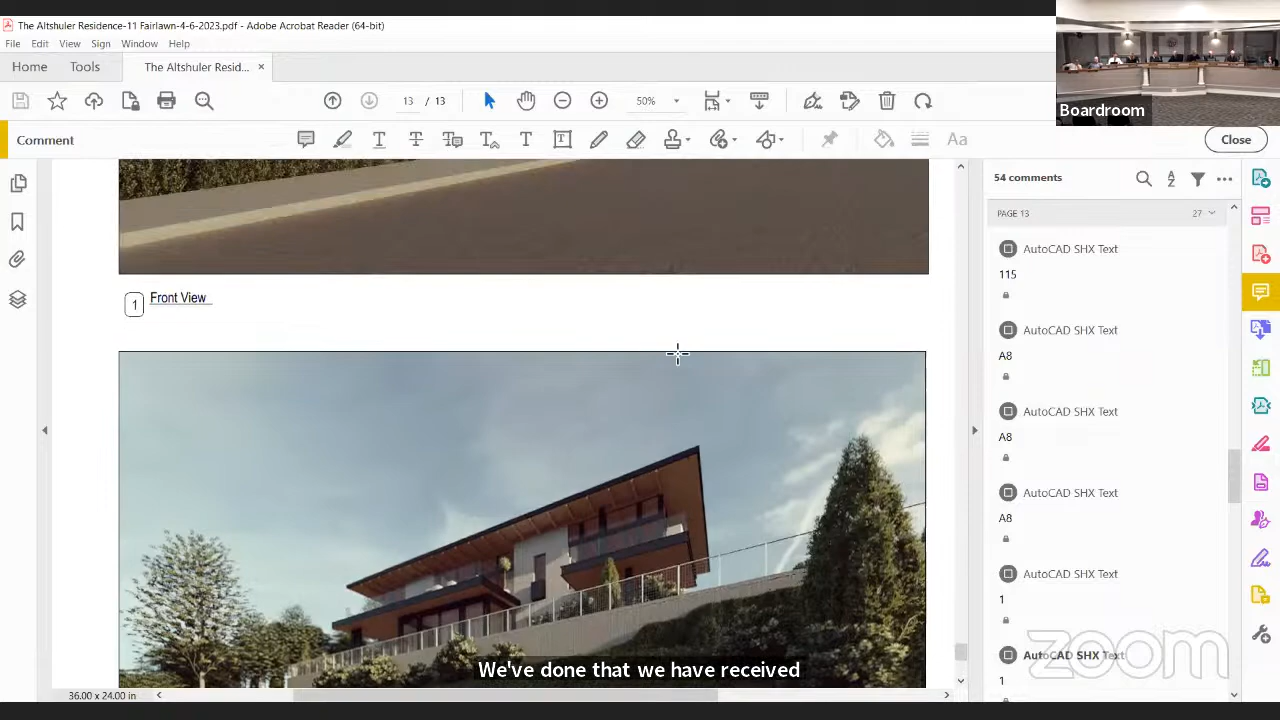 The Altshuler Residence-11 Fairlawn-4-6-2023.pdf - Adobe Acrobat Reader (64-bit)
File Edit View Sign Window Help
Home Tools The Altshuler Resid... ×
13 / 13 50%
Boardroom
Comment
Aa
Close
54 comments
PAGE 13 27
AutoCAD SHX Text
115
AutoCAD SHX Text
A8
AutoCAD SHX Text
A8
AutoCAD SHX Text
A8
AutoCAD SHX Text
1
AutoCAD SHX Text
1
1 Front View
We've done that we have received
zoom
36.00 x 24.00 in